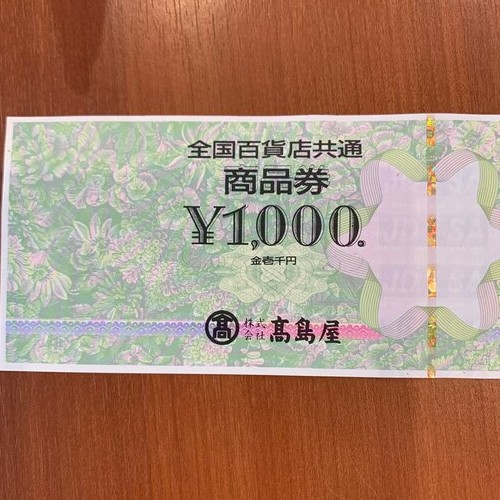 全国百貨店共通
商品券
¥1,000.
金壱千円
髙 株式会社 髙島屋